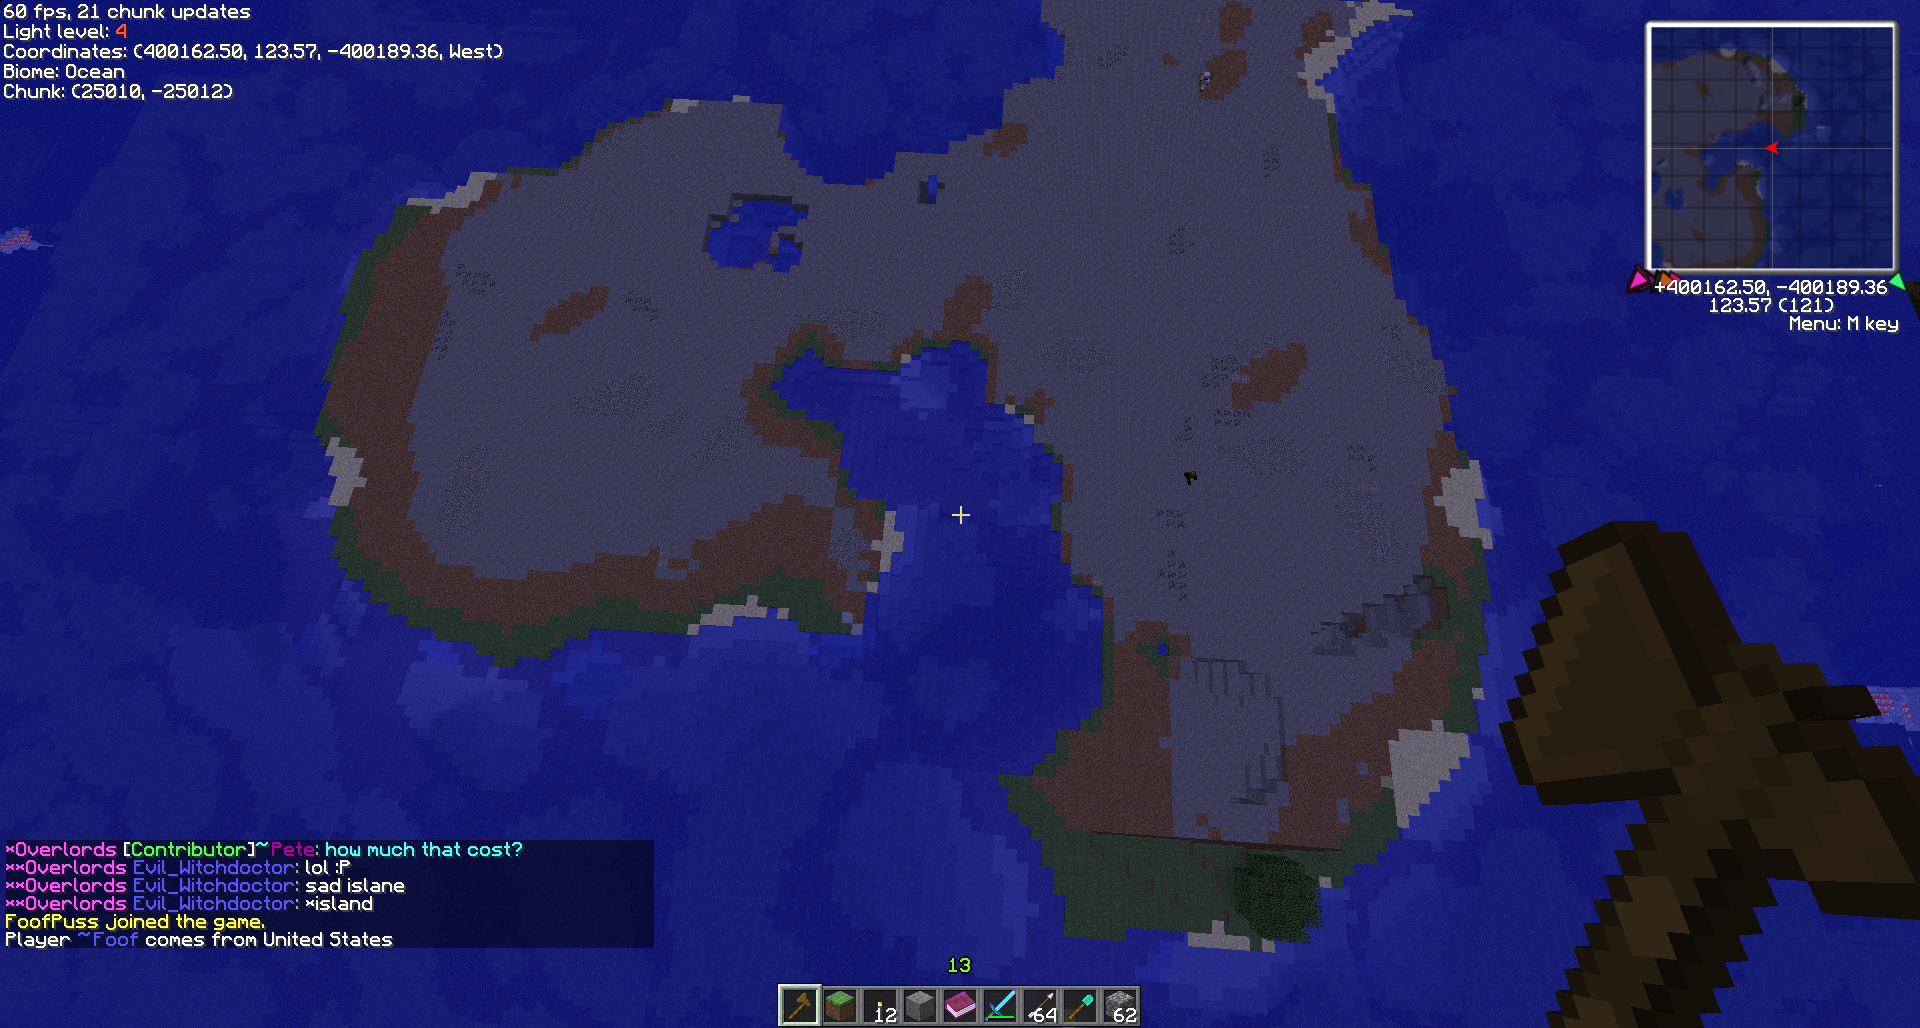 60 fps, 21 chunk updates
Light level: 4
Coordinates: (400162.50, 123.57, -400189.36, West)
Biome: Ocean
Chunk: (25010, -25012)
+400162.50, -400189.36
123.57 (121)
Menu: M key
*Overlords [Contributor]~Pete: how much that cost?
**Overlords Evil_Witchdoctor: lol :P
**Overlords Evil_Witchdoctor: sad islane
**Overlords Evil_Witchdoctor: *island
FoofPuss joined the game.
Player ~Foof comes from United States
13
12 64 62